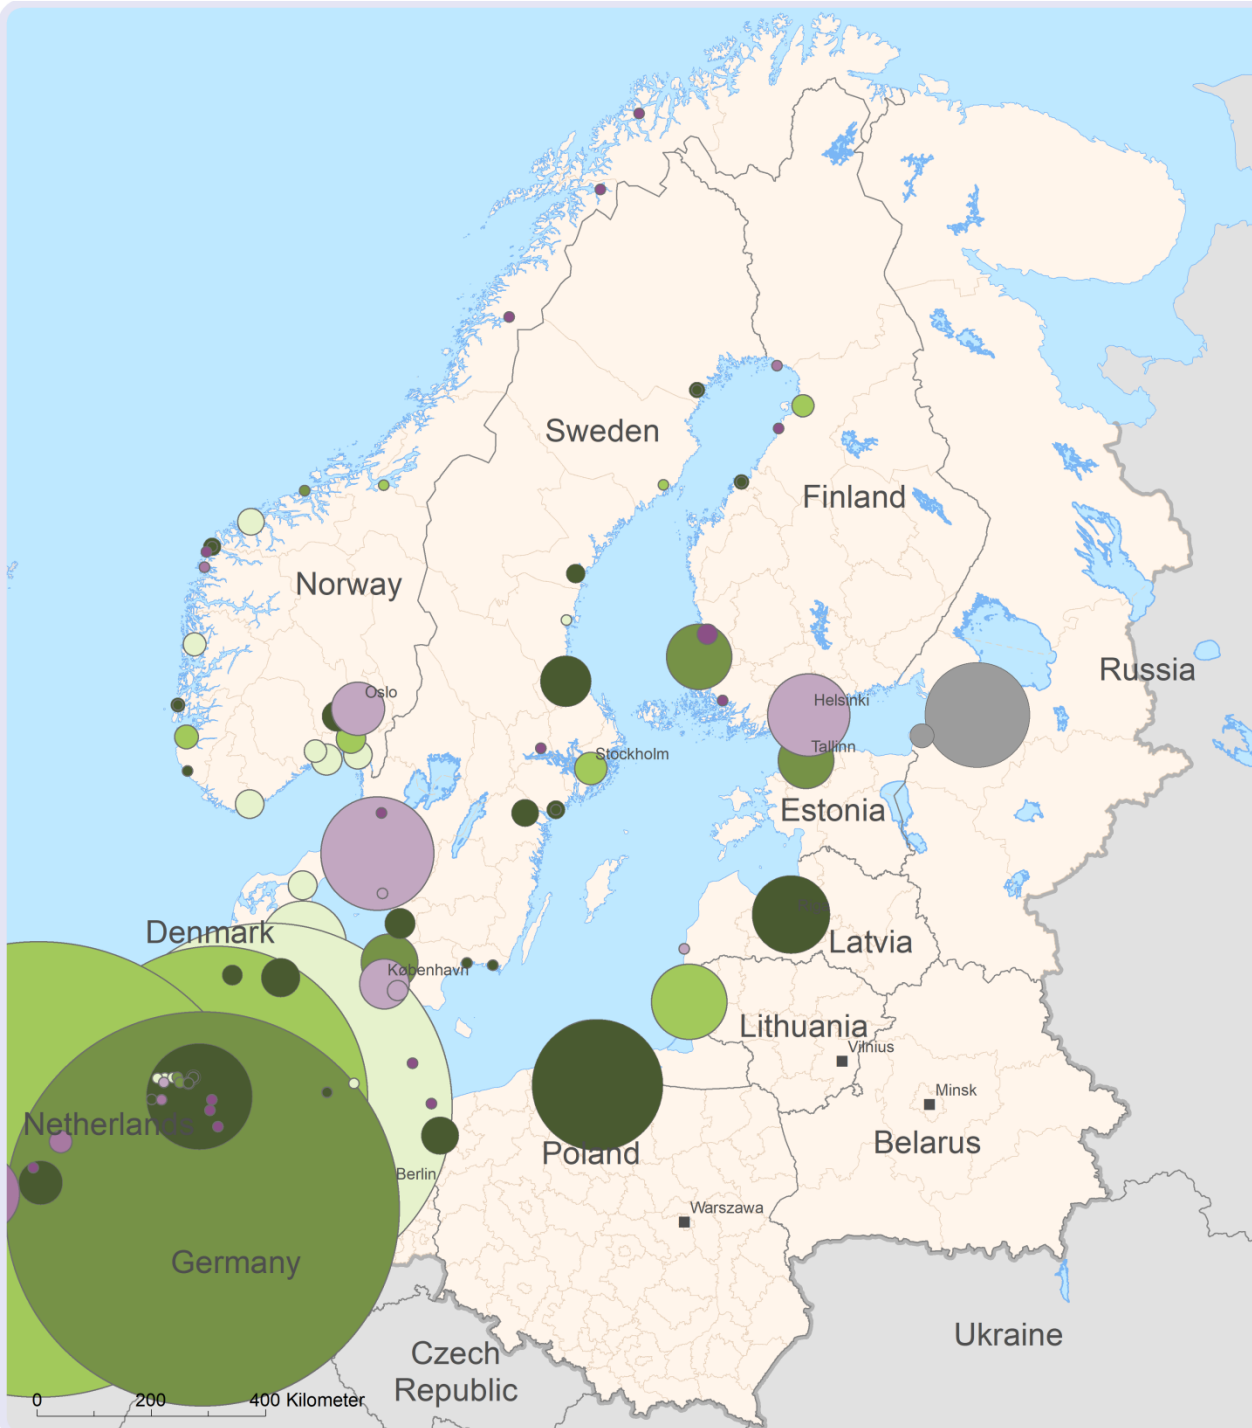 Sweden
Finland
Norway
Russia
Oslo
Helsinki
Tallinn
Stockholm
Estonia
Denmark
Latvia
København
Lithuania
Vilnius
Minsk
Netherlands
Poland
Belarus
Berlin
Warszawa
Germany
Ukraine
Czech
Republic
0 200 400 Kilometer